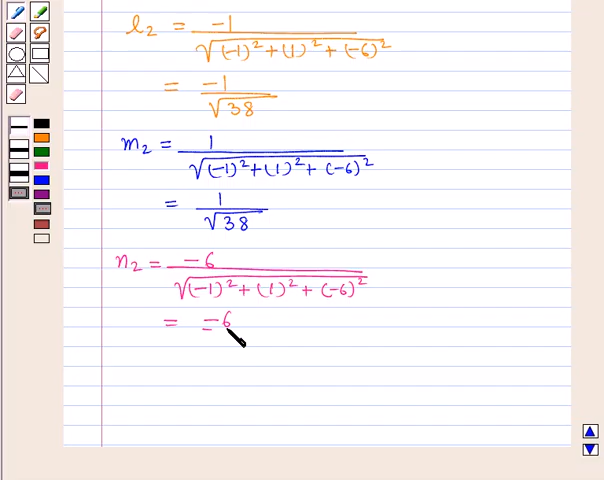 l₂ = -1 / √((-1)² + (1)² + (-6)²)
= -1 / √38
m₂ = 1 / √((-1)² + (1)² + (-6)²)
= 1 / √38
n₂ = -6 / √((-1)² + (1)² + (-6)²)
= -6